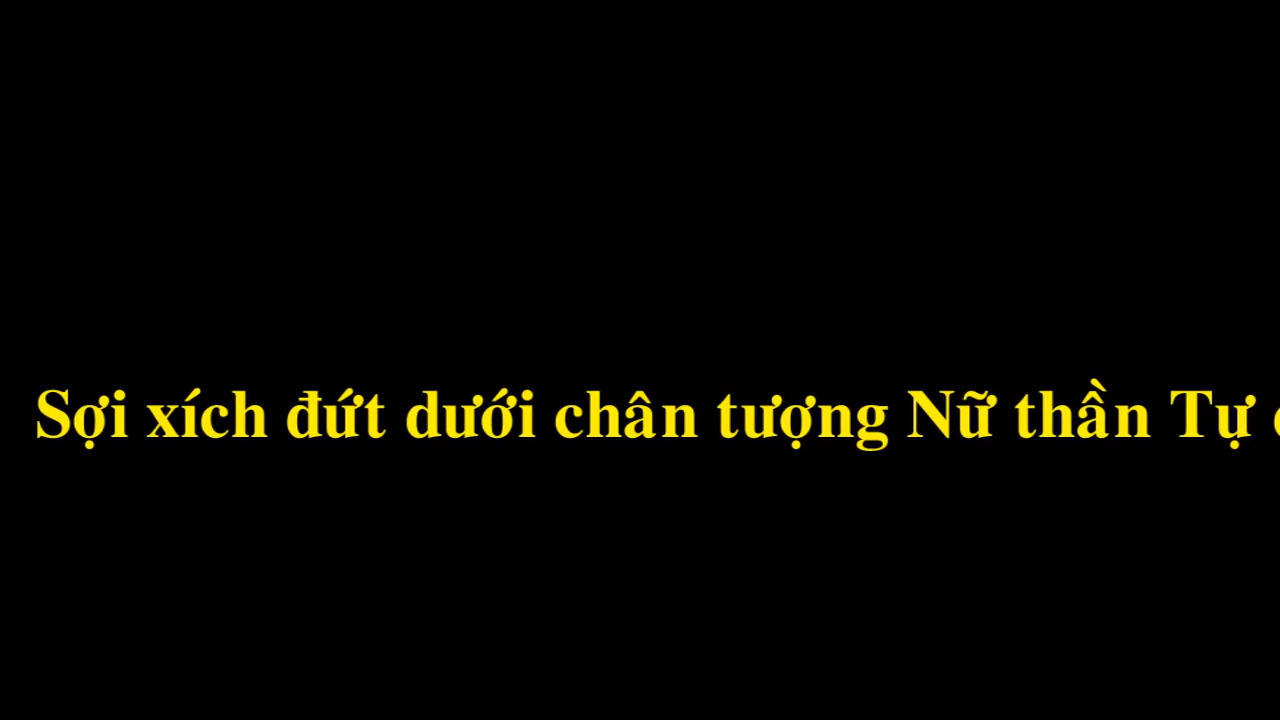 Sợi xích đứt dưới chân tượng Nữ thần Tự